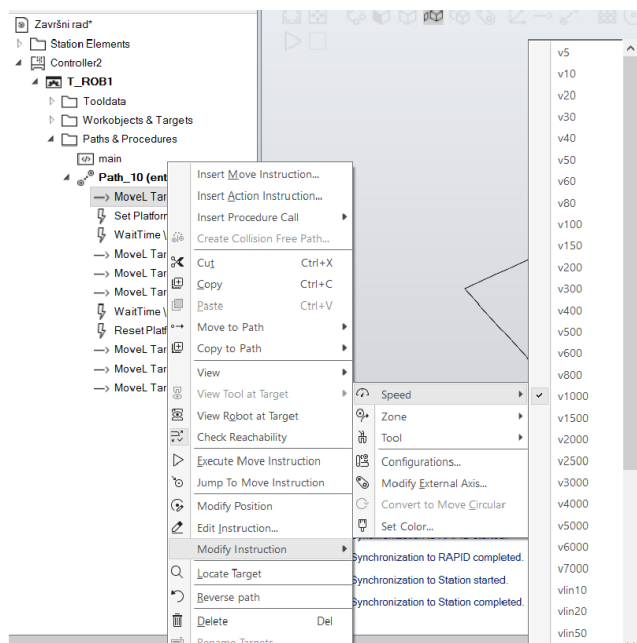 Završni rad*
Station Elements
Controller2
T_ROB1
Tooldata
Workobjects & Targets
Paths & Procedures
main
Path_10 (ent
MoveL Tar
Set Platfor
WaitTime \
MoveL Tar
MoveL Tar
MoveL Tar
WaitTime \
Reset Platf
MoveL Tar
MoveL Tar
MoveL Tar
Insert Move Instruction...
Insert Action Instruction...
Insert Procedure Call
Create Collision Free Path...
Cut Ctrl+X
Copy Ctrl+C
Paste Ctrl+V
Move to Path
Copy to Path
View
View Tool at Target
View Robot at Target
Check Reachability
Execute Move Instruction
Jump To Move Instruction
Modify Position
Edit Instruction...
Modify Instruction
Locate Target
Reverse path
Delete Del
Rename Targets
Speed
Zone
Tool
Configurations...
Modify External Axis...
Convert to Move Circular
Set Color...
Synchronization to RAPID completed.
Synchronization to Station started.
Synchronization to Station completed.
v5
v10
v20
v30
v40
v50
v60
v80
v100
v150
v200
v300
v400
v500
v600
v800
v1000
v1500
v2000
v2500
v3000
v4000
v5000
v6000
v7000
vlin10
vlin20
vlin50